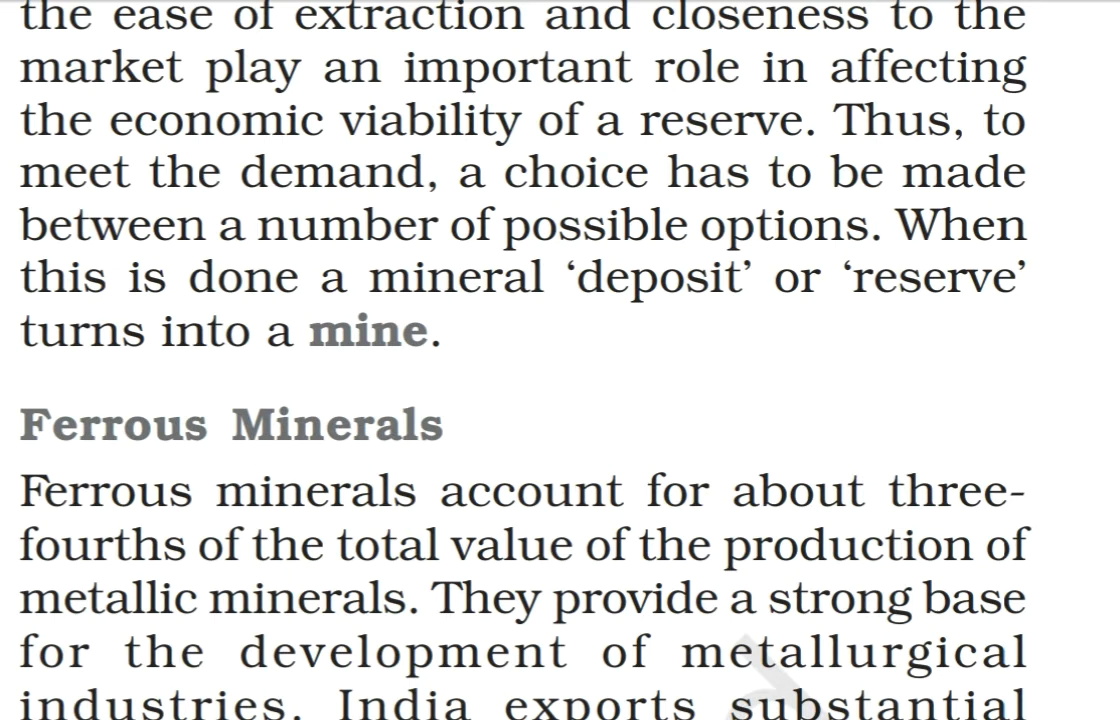 the ease of extraction and closeness to the
market play an important role in affecting
the economic viability of a reserve. Thus, to
meet the demand, a choice has to be made
between a number of possible options. When
this is done a mineral ‘deposit’ or ‘reserve’
turns into a mine.
Ferrous Minerals
Ferrous minerals account for about three-
fourths of the total value of the production of
metallic minerals. They provide a strong base
for the development of metallurgical
industries. India exports substantial